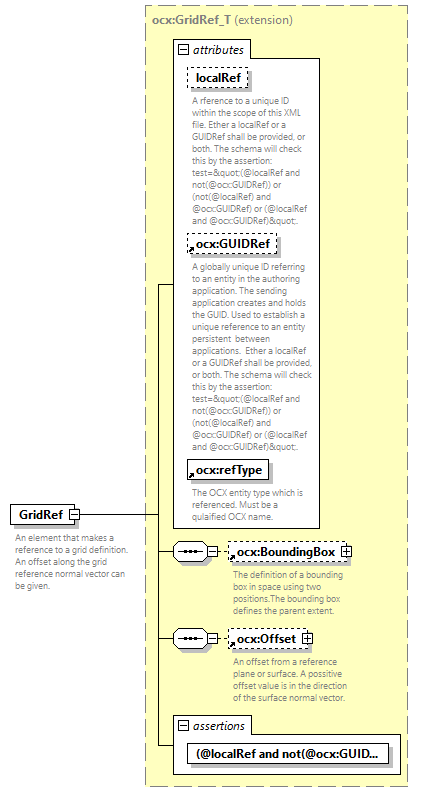 ocx:GridRef_T (extension)
attributes
localRef
A rference to a unique ID
within the scope of this XML
file. Ether a localRef or a
GUIDRef shall be provided, or
both. The schema will check
this by the assertion:
test=&quot;(@localRef and
not(@ocx:GUIDRef)) or
(not(@localRef) and
@ocx:GUIDRef) or (@localRef
and @ocx:GUIDRef)&quot;.
ocx:GUIDRef
A globally unique ID referring
to an entity in the authoring
application. The sending
application creates and holds
the GUID. Used to establish a
unique reference to an entity
persistent  between
applications.  Ether a localRef
or a GUIDRef shall be provided,
or both. The schema will check
this by the assertion:
test=&quot;(@localRef and
not(@ocx:GUIDRef)) or
(not(@localRef) and
@ocx:GUIDRef) or (@localRef
and @ocx:GUIDRef)&quot;.
ocx:refType
The OCX entity type which is
referenced. Must be a
qulaified OCX name.
GridRef
An element that makes a
reference to a grid definition.
An offset along the grid
reference normal vector can
be given.
ocx:BoundingBox
The definition of a bounding
box in space using two
positions.The bounding box
defines the parent extent.
ocx:Offset
An offset from a reference
plane or surface. A possitive
offset value is in the direction
of the surface normal vector.
assertions
(@localRef and not(@ocx:GUID...